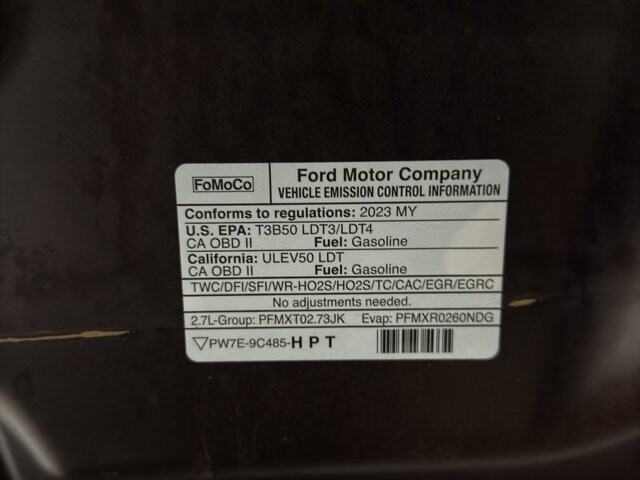 FoMoCo
Ford Motor Company
VEHICLE EMISSION CONTROL INFORMATION
Conforms to regulations: 2023 MY
U.S. EPA: T3B50 LDT3/LDT4
CA OBD II Fuel: Gasoline
California: ULEV50 LDT
CA OBD II Fuel: Gasoline
TWC/DFI/SFI/WR-HO2S/HO2S/TC/CAC/EGR/EGRC
No adjustments needed.
2.7L-Group: PFMXT02.73JK Evap: PFMXR0260NDG
PW7E-9C485-HPT